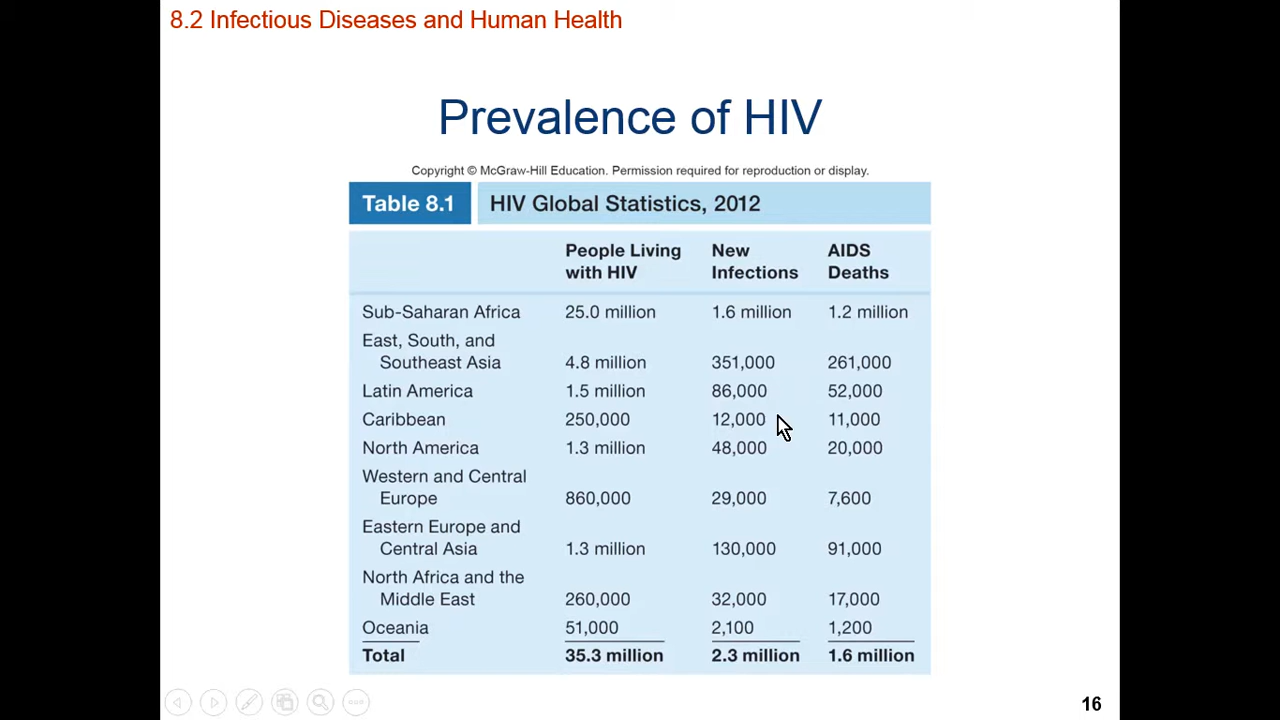 8.2 Infectious Diseases and Human Health
Prevalence of HIV
Copyright © McGraw-Hill Education. Permission required for reproduction or display.
Table 8.1 HIV Global Statistics, 2012
People Living New AIDS
with HIV Infections Deaths
Sub-Saharan Africa 25.0 million 1.6 million 1.2 million
East, South, and
Southeast Asia 4.8 million 351,000 261,000
Latin America 1.5 million 86,000 52,000
Caribbean 250,000 12,000 11,000
North America 1.3 million 48,000 20,000
Western and Central
Europe 860,000 29,000 7,600
Eastern Europe and
Central Asia 1.3 million 130,000 91,000
North Africa and the
Middle East 260,000 32,000 17,000
Oceania 51,000 2,100 1,200
Total 35.3 million 2.3 million 1.6 million
16